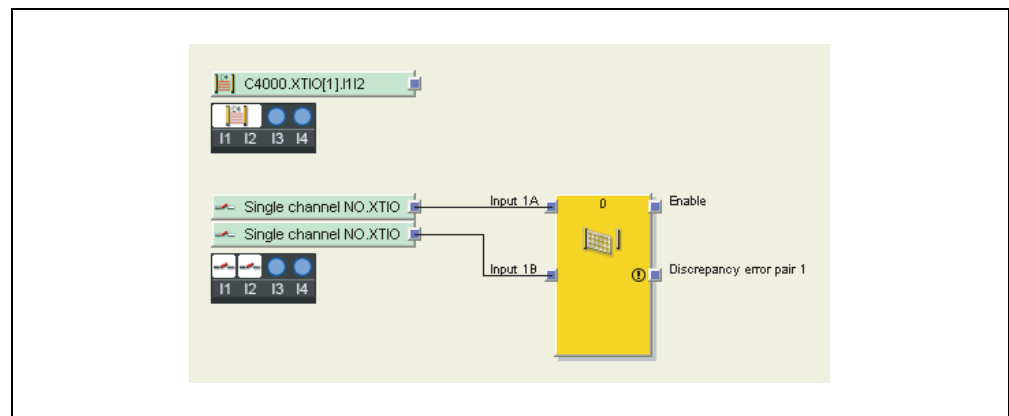 C4000.XTIO[1].I1I2
I1 I2 I3 I4
Single channel NO.XTIO
Single channel NO.XTIO
I1 I2 I3 I4
Input 1A
0
Enable
Input 1B
Discrepancy error pair 1